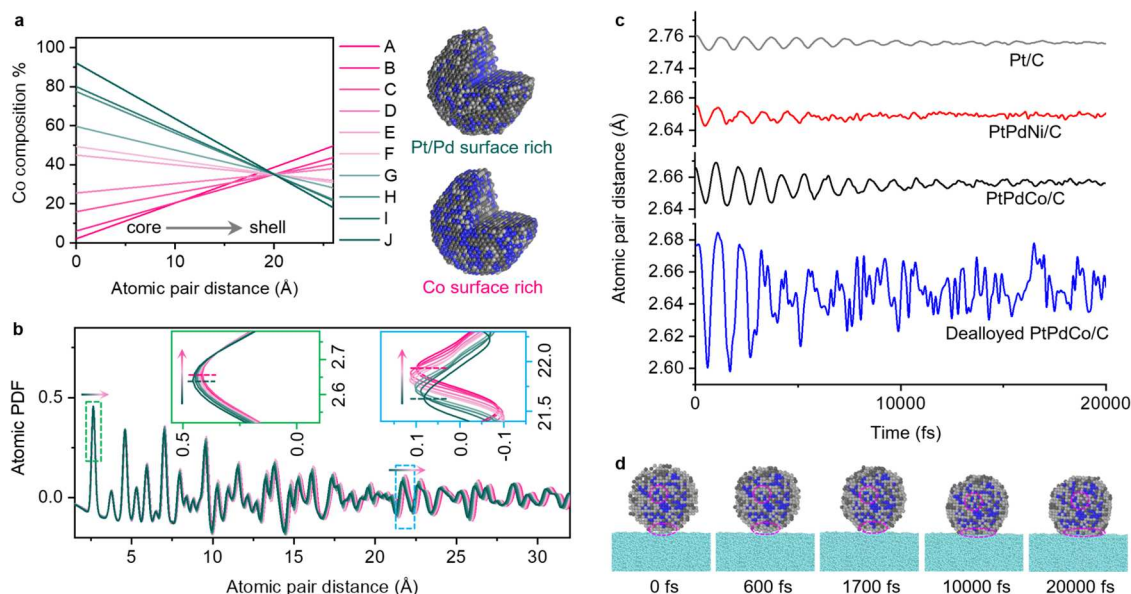 a
100
80
60
40
20
0
Co composition %
core
shell
0
10
20
Atomic pair distance (Å)
A
B
C
D
E
F
G
H
I
J
Pt/Pd surface rich
Co surface rich
b
0.5
0.0
Atomic PDF
2.7
2.6
0.5
0.0
22.0
21.5
0.1
0.0
-0.1
5
10
15
20
25
30
Atomic pair distance (Å)
c
2.76
2.74
Pt/C
2.66
2.64
PtPdNi/C
2.66
2.64
PtPdCo/C
2.68
2.66
2.64
2.62
2.60
Dealloyed PtPdCo/C
Atomic pair distance (Å)
0
10000
20000
Time (fs)
d
0 fs
600 fs
1700 fs
10000 fs
20000 fs